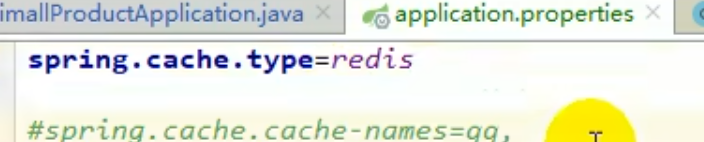 imallProductApplication.java
application.properties
spring.cache.type=redis
#spring.cache.cache-names=qq,